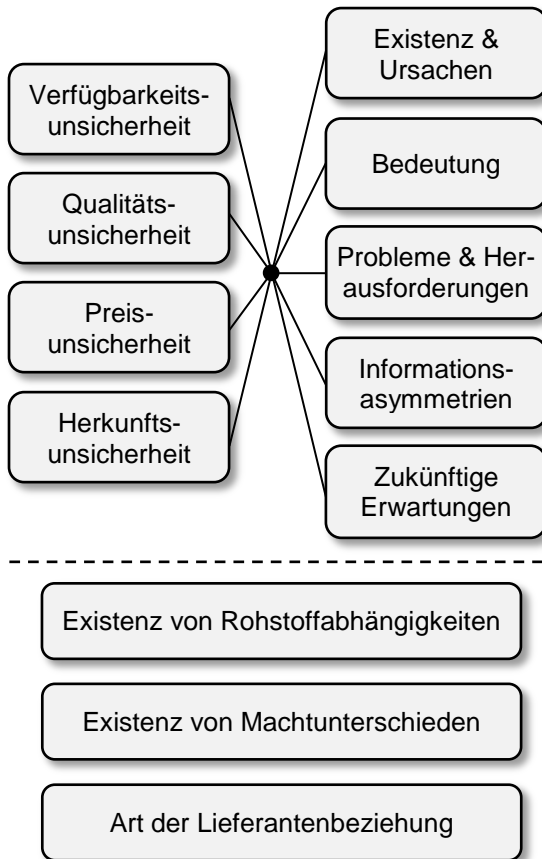 Verfügbarkeits-
unsicherheit
Qualitäts-
unsicherheit
Preis-
unsicherheit
Herkunfts-
unsicherheit
Existenz &
Ursachen
Bedeutung
Probleme & Her-
ausforderungen
Informations-
asymmetrien
Zukünftige
Erwartungen
Existenz von Rohstoffabhängigkeiten
Existenz von Machtunterschieden
Art der Lieferantenbeziehung